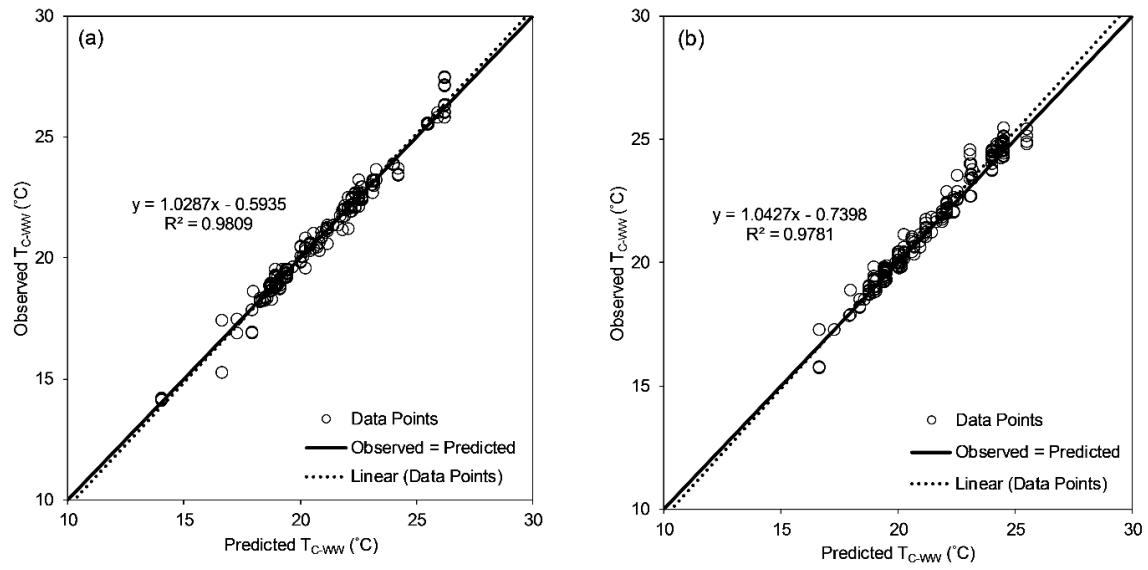 (a)
30
25
20
15
10
10
15
20
25
30
Observed T_C-WW (˚C)
Predicted T_C-WW (˚C)
y = 1.0287x - 0.5935
R² = 0.9809
Data Points
Observed = Predicted
Linear (Data Points)
(b)
30
25
20
15
10
10
15
20
25
30
Observed T_C-WW (˚C)
Predicted T_C-WW (˚C)
y = 1.0427x - 0.7398
R² = 0.9781
Data Points
Observed = Predicted
Linear (Data Points)